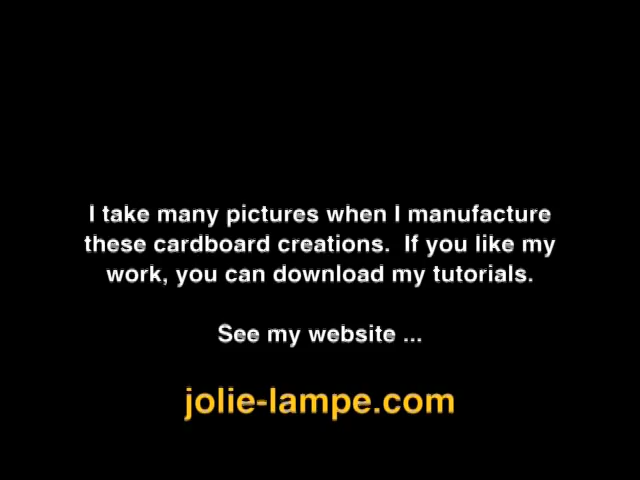 I take many pictures when I manufacture
these cardboard creations.  If you like my
work, you can download my tutorials.
See my website ...
jolie-lampe.com